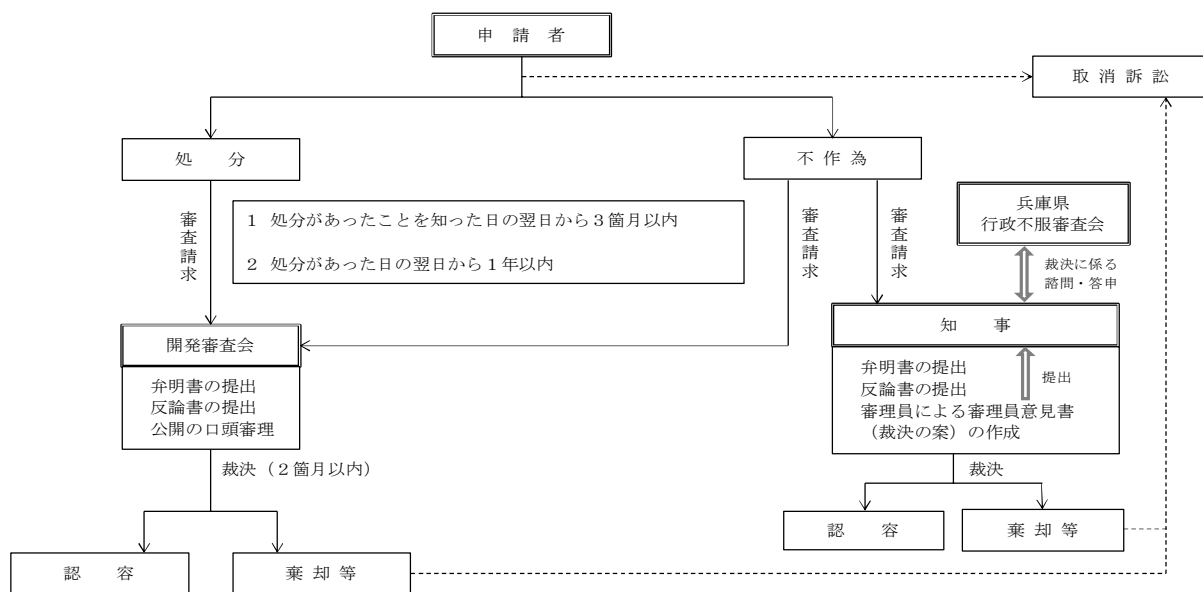 申請者
取消訴訟
処分
不作為
審査請求
1 処分があったことを知った日の翌日から3箇月以内
2 処分があった日の翌日から1年以内
審査請求
審査請求
兵庫県
行政不服審査会
裁決に係る
諮問・答申
開発審査会
弁明書の提出
反論書の提出
公開の口頭審理
知事
弁明書の提出
反論書の提出
審理員による審理員意見書
（裁決の案）の作成
提出
裁決（2箇月以内）
裁決
認容
棄却等
認容
棄却等